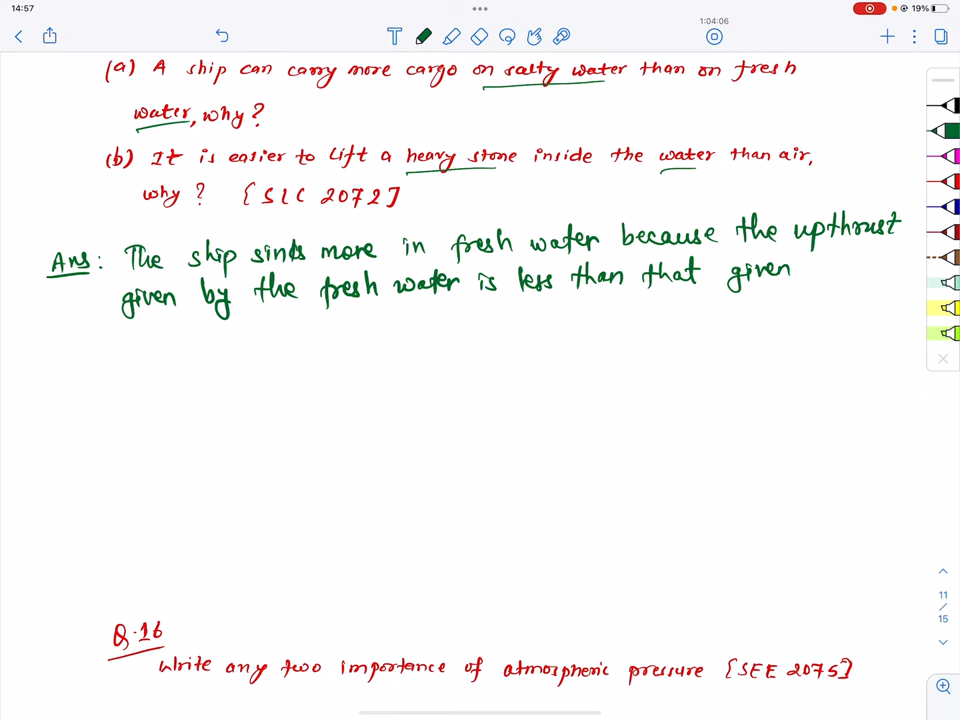 14:57
19%
1:04:06
T
(a) A ship can carry more cargo on salty water than on fresh
water, why?
(b) It is easier to lift a heavy stone inside the water than air,
why? [SLC 2072]
Ans: The ship sinks more in fresh water because the upthrust
given by the fresh water is less than that given
11
/
15
Q.16
Write any two importance of atmospheric pressure [SEE 2075]